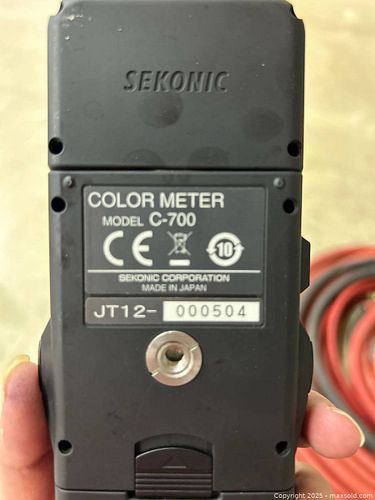 SEKONIC
COLOR METER
MODEL C-700
CE 10
SEKONIC CORPORATION
MADE IN JAPAN
JT12- 000504
Copyright 2025 - maxsold.com